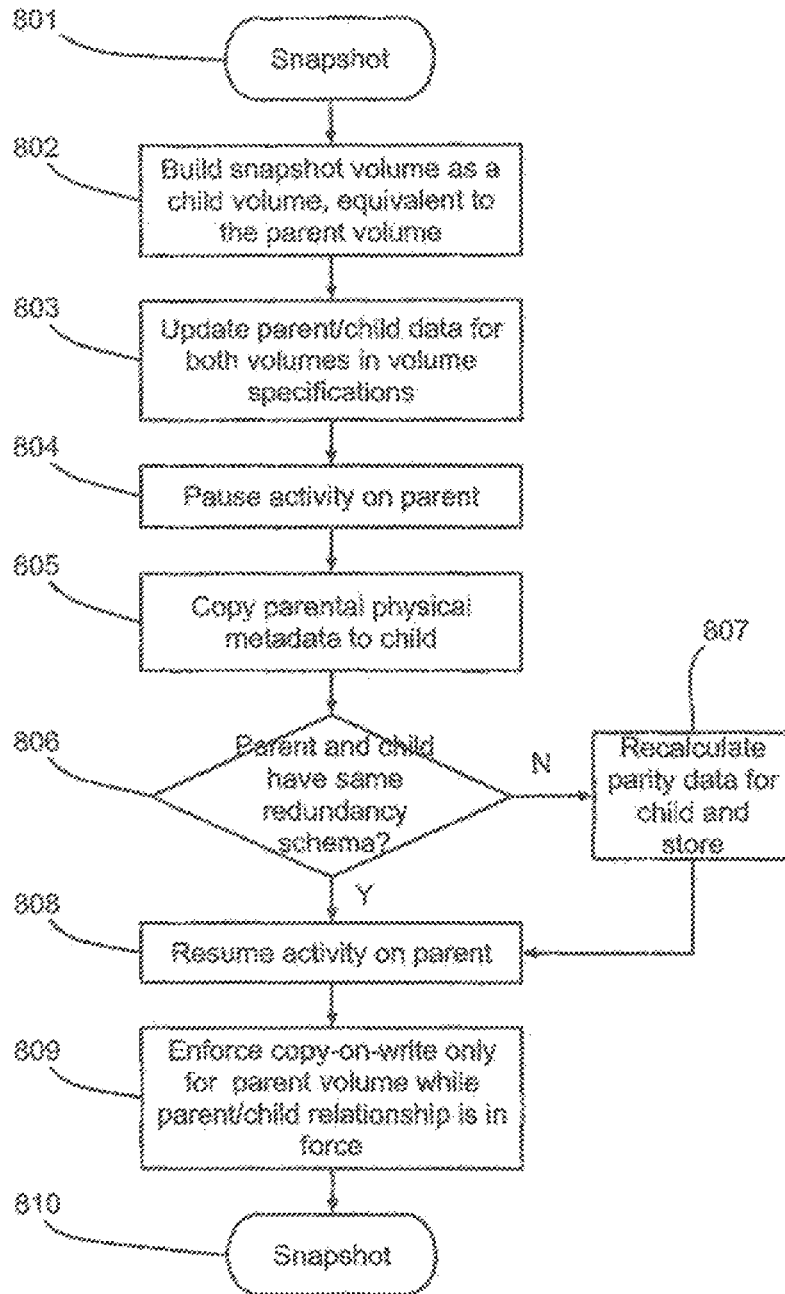 801
Snapshot
802
Build snapshot volume as a
child volume, equivalent to
the parent volume
803
Update parent/child data for
both volumes in volume
specifications
804
Pause activity on parent
805
Copy parental physical
metadate to child
807
806
Parent and child
have same
redundancy
schema?
N
Recalculate
parity data for
child and
store
Y
808
Resume activity on parent
809
Enforce copy-on-write only
for parent volume while
parent/child relationship is in
force
810
Snapshot